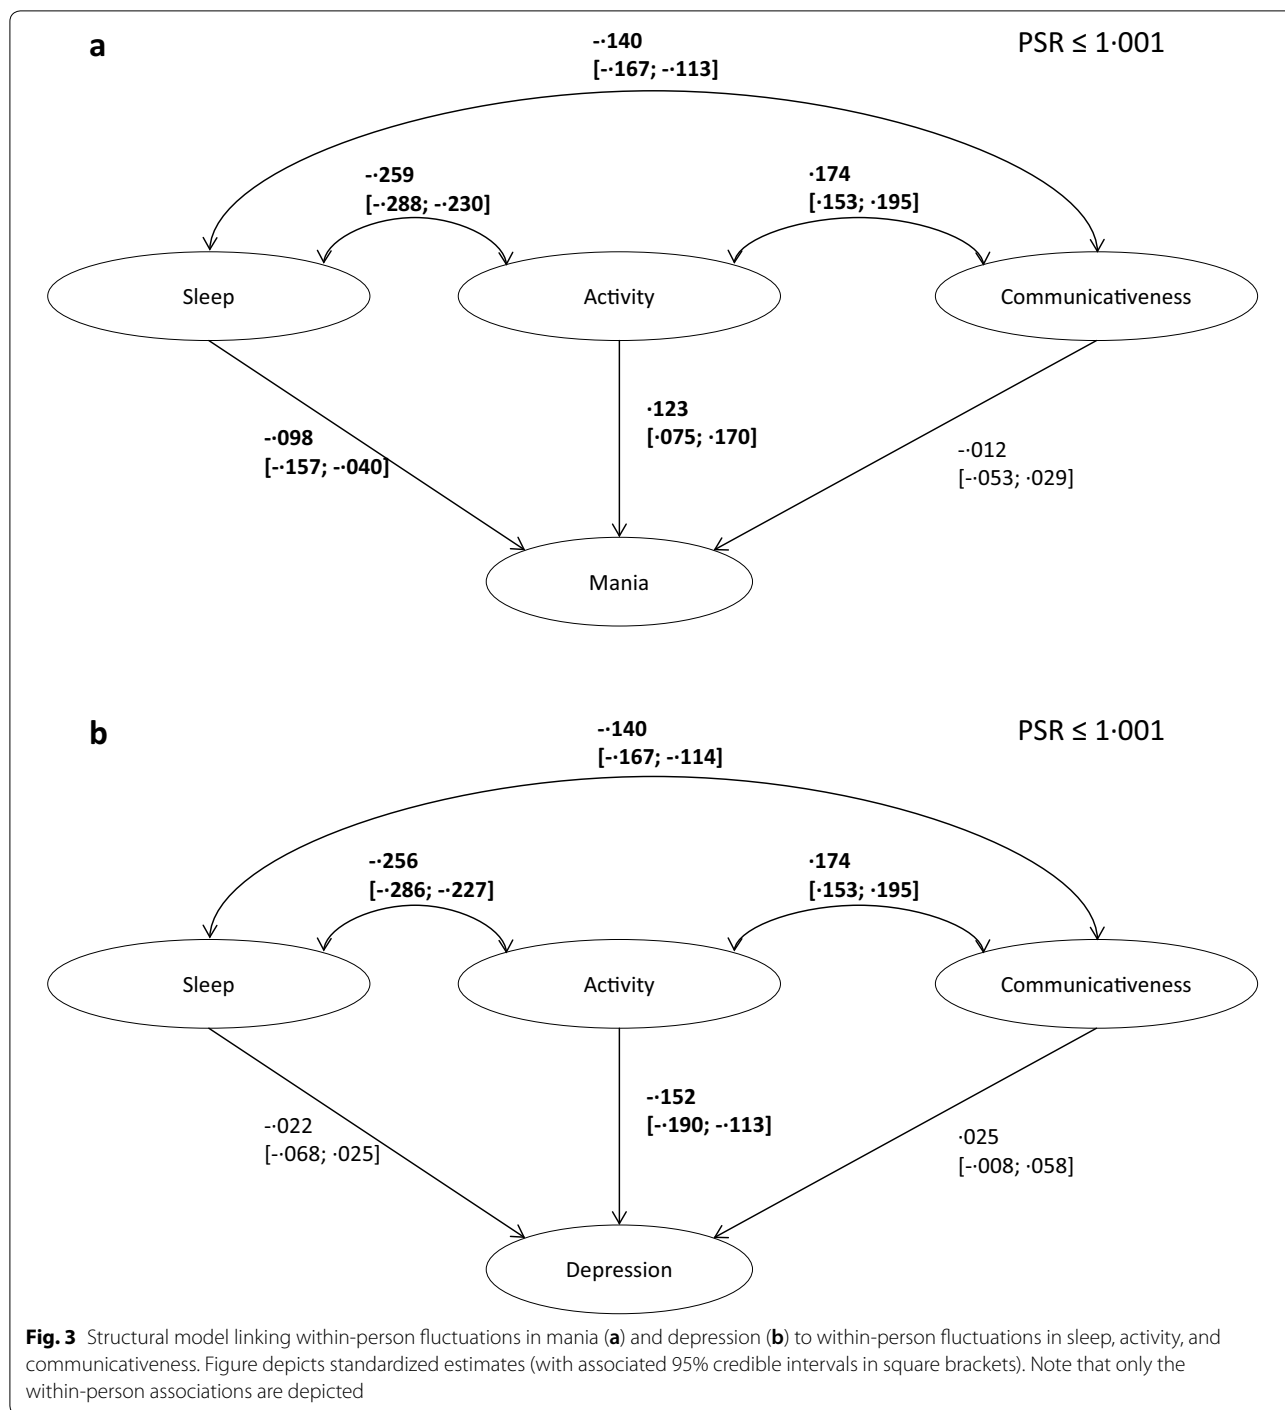 a
-·140
[-·167; -·113]
PSR ≤ 1·001
-·259
[-·288; -·230]
·174
[·153; ·195]
Sleep
Activity
Communicativeness
-·098
[-·157; -·040]
·123
[·075; ·170]
-·012
[-·053; ·029]
Mania
b
-·140
[-·167; -·114]
PSR ≤ 1·001
-·256
[-·286; -·227]
·174
[·153; ·195]
Sleep
Activity
Communicativeness
-·022
[-·068; ·025]
-·152
[-·190; -·113]
·025
[-·008; ·058]
Depression
Fig. 3 Structural model linking within-person fluctuations in mania (a) and depression (b) to within-person fluctuations in sleep, activity, and
communicativeness. Figure depicts standardized estimates (with associated 95% credible intervals in square brackets). Note that only the
within-person associations are depicted